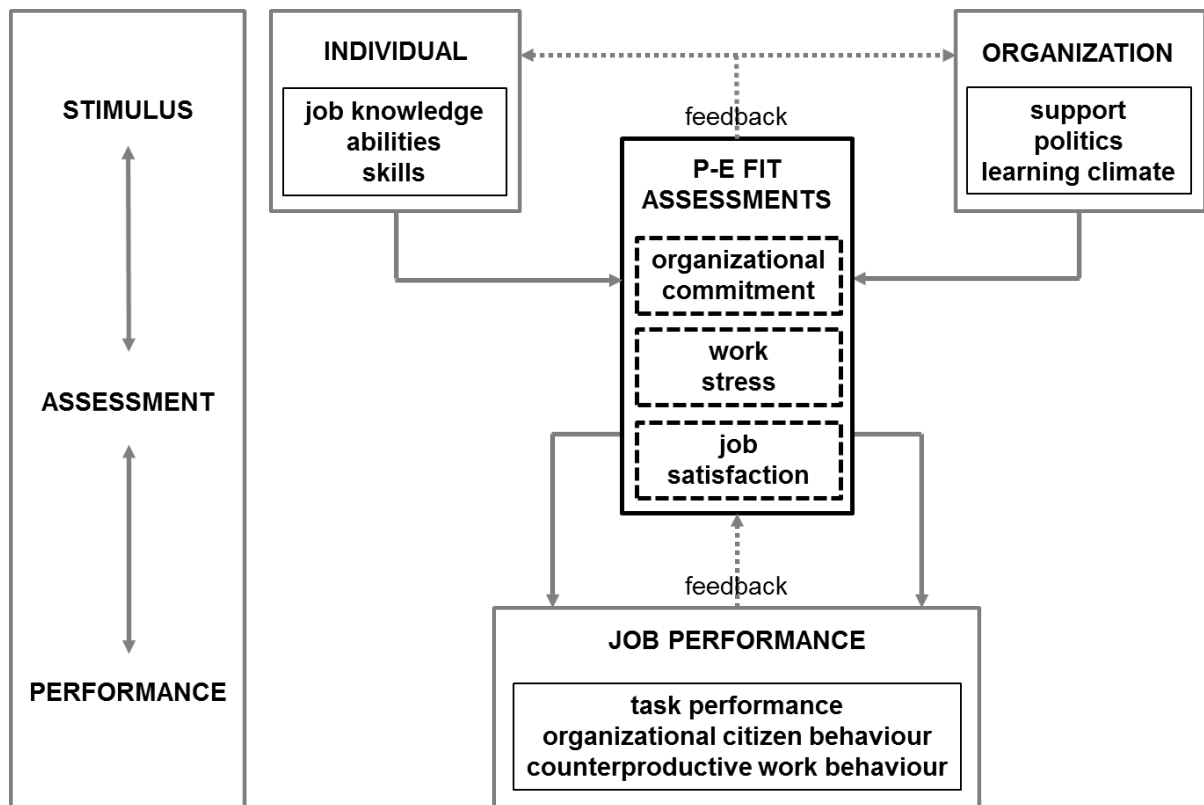 STIMULUS
ASSESSMENT
PERFORMANCE
INDIVIDUAL
job knowledge
abilities
skills
feedback
ORGANIZATION
support
politics
learning climate
P-E FIT
ASSESSMENTS
organizational
commitment
work
stress
job
satisfaction
feedback
JOB PERFORMANCE
task performance
organizational citizen behaviour
counterproductive work behaviour